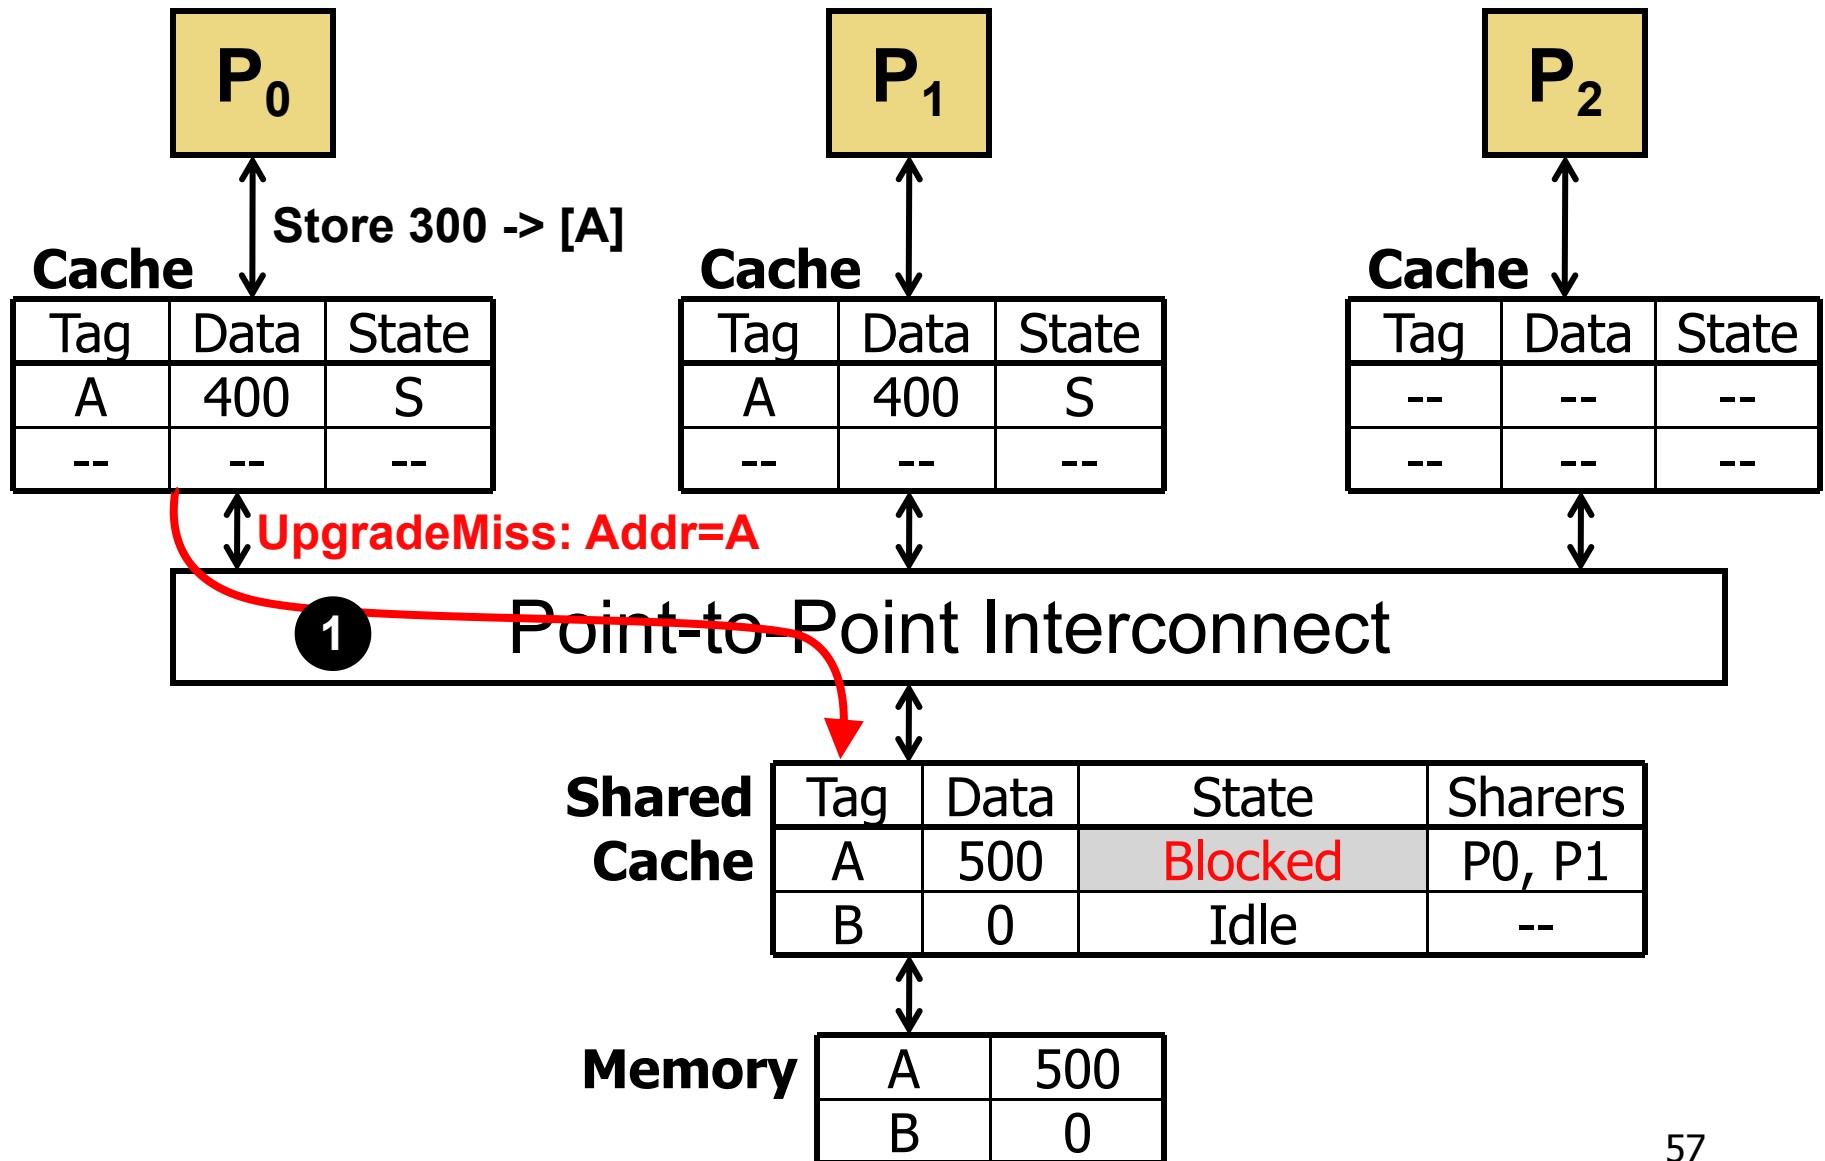 P0 P1 P2
Store 300 -> [A]
Cache Cache Cache
Tag Data State Tag Data State Tag Data State
A 400 S A 400 S -- -- --
-- -- -- -- -- -- -- -- --
UpgradeMiss: Addr=A
1 Point-to-Point Interconnect
Shared Tag Data State Sharers
Cache A 500 Blocked P0, P1
B 0 Idle --
Memory A 500
B 0
57